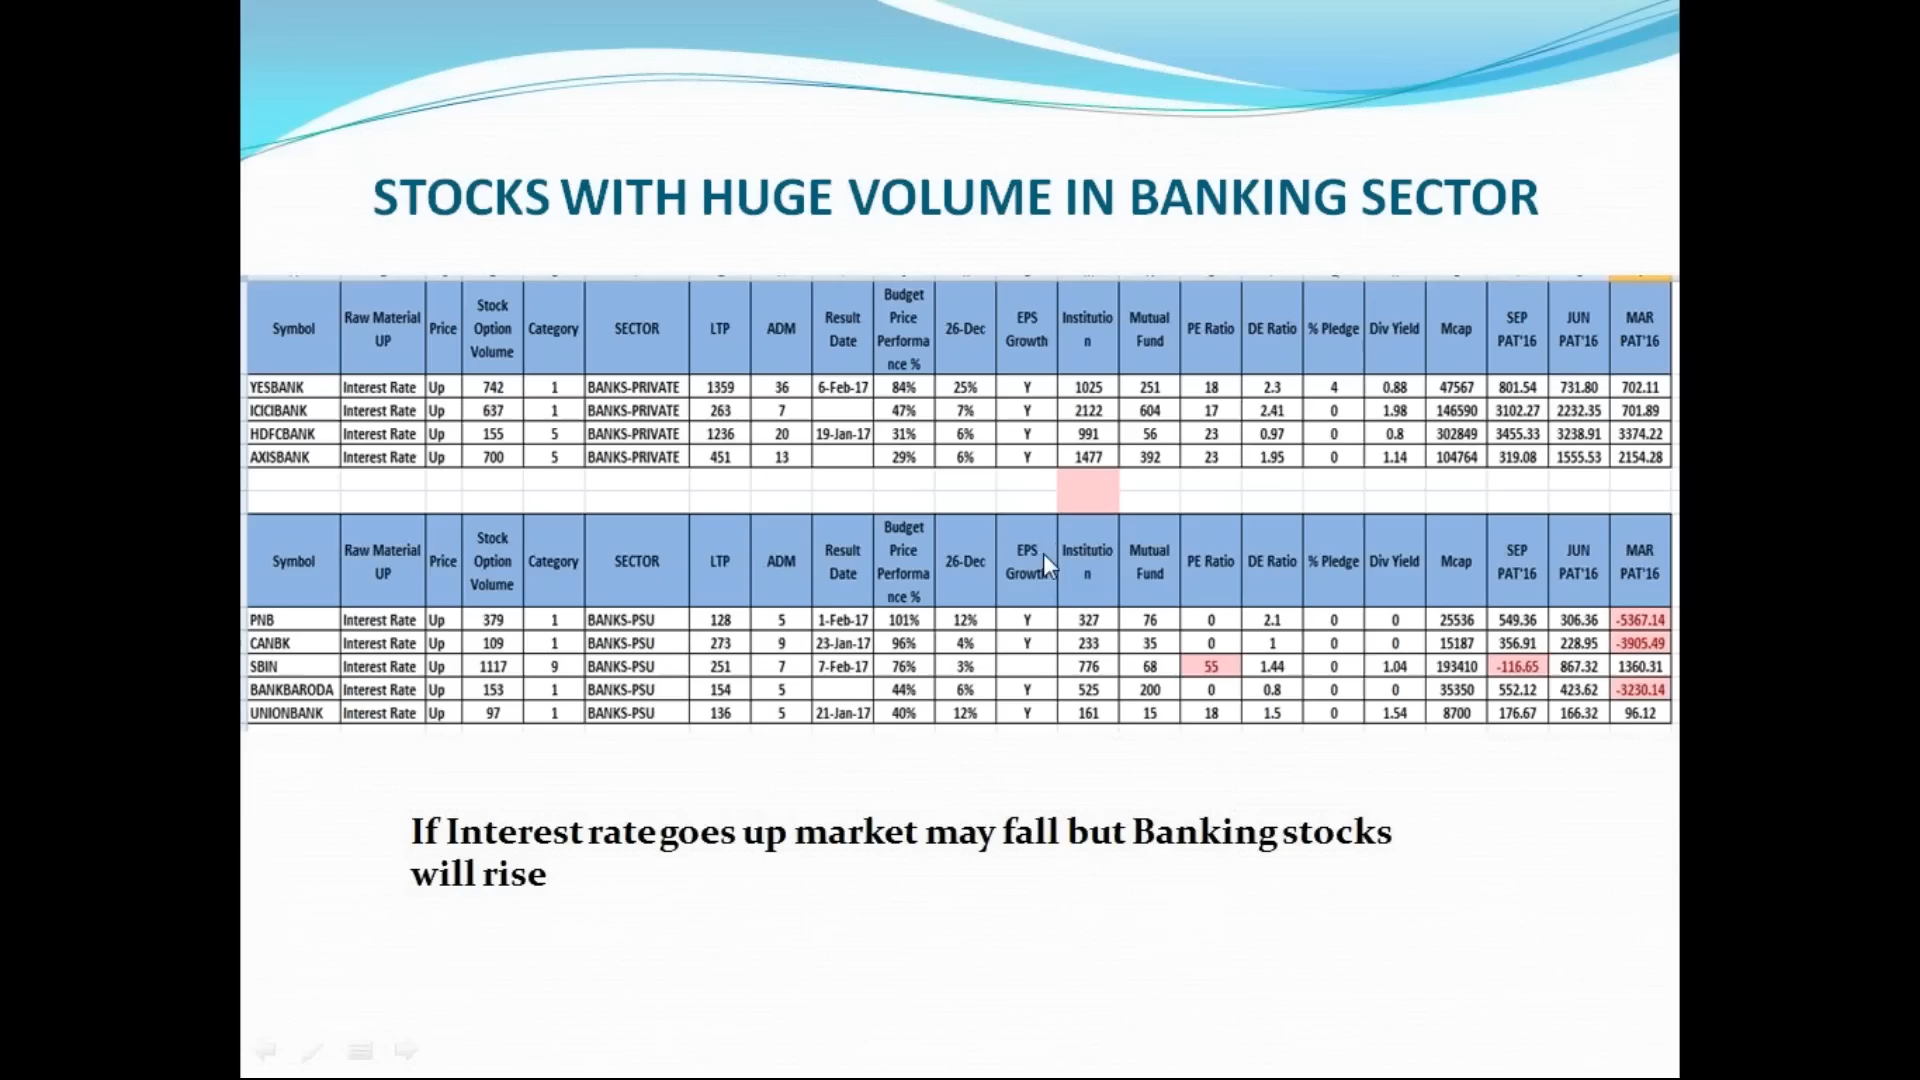 STOCKS WITH HUGE VOLUME IN BANKING SECTOR
Symbol Raw Material UP Price Stock Option Volume Category SECTOR LTP ADM Result Date Budget Price Performa nce % 26-Dec EPS Growth Institutio n Mutual Fund PE Ratio DE Ratio % Pledge Div Yield Mcap SEP PAT'16 JUN PAT'16 MAR PAT'16
YESBANK Interest Rate Up 742 1 BANKS-PRIVATE 1359 36 6-Feb-17 84% 25% Y 1025 251 18 2.3 4 0.88 47567 801.54 731.80 702.11
ICICIBANK Interest Rate Up 637 1 BANKS-PRIVATE 263 7 47% 7% Y 2122 604 17 2.41 0 1.98 146590 3102.27 2232.35 701.89
HDFCBANK Interest Rate Up 155 5 BANKS-PRIVATE 1236 20 19-Jan-17 31% 6% Y 991 56 23 0.97 0 0.8 302849 3455.33 3238.91 3374.22
AXISBANK Interest Rate Up 700 5 BANKS-PRIVATE 451 13 29% 6% Y 1477 392 23 1.95 0 1.14 104764 319.08 1555.53 2154.28
Symbol Raw Material UP Price Stock Option Volume Category SECTOR LTP ADM Result Date Budget Price Performa nce % 26-Dec EPS Growth Institutio n Mutual Fund PE Ratio DE Ratio % Pledge Div Yield Mcap SEP PAT'16 JUN PAT'16 MAR PAT'16
PNB Interest Rate Up 379 1 BANKS-PSU 128 5 1-Feb-17 101% 12% Y 327 76 0 2.1 0 0 25536 549.36 306.36 -5367.14
CANBK Interest Rate Up 109 1 BANKS-PSU 273 9 23-Jan-17 96% 4% Y 233 35 0 1 0 0 15187 356.91 228.95 -3905.49
SBIN Interest Rate Up 1117 9 BANKS-PSU 251 7 7-Feb-17 76% 3% 776 68 55 1.44 0 1.04 193410 -116.65 867.32 1360.31
BANKBARODA Interest Rate Up 153 1 BANKS-PSU 154 5 44% 6% Y 525 200 0 0.8 0 0 35350 552.12 423.62 -3230.14
UNIONBANK Interest Rate Up 97 1 BANKS-PSU 136 5 21-Jan-17 40% 12% Y 161 15 18 1.5 0 1.54 8700 176.67 166.32 96.12
If Interest rate goes up market may fall but Banking stocks
will rise